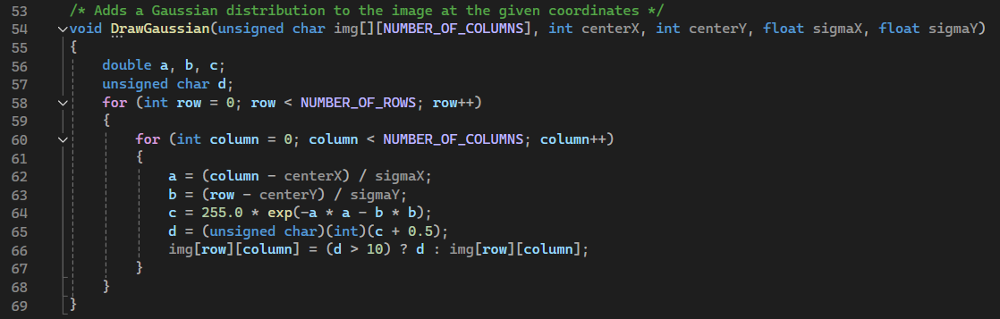 53 /* Adds a Gaussian distribution to the image at the given coordinates */
54 void DrawGaussian(unsigned char img[][NUMBER_OF_COLUMNS], int centerX, int centerY, float sigmaX, float sigmaY)
55 {
56     double a, b, c;
57     unsigned char d;
58     for (int row = 0; row < NUMBER_OF_ROWS; row++)
59     {
60         for (int column = 0; column < NUMBER_OF_COLUMNS; column++)
61         {
62             a = (column - centerX) / sigmaX;
63             b = (row - centerY) / sigmaY;
64             c = 255.0 * exp(-a * a - b * b);
65             d = (unsigned char)(int)(c + 0.5);
66             img[row][column] = (d > 10) ? d : img[row][column];
67         }
68     }
69 }